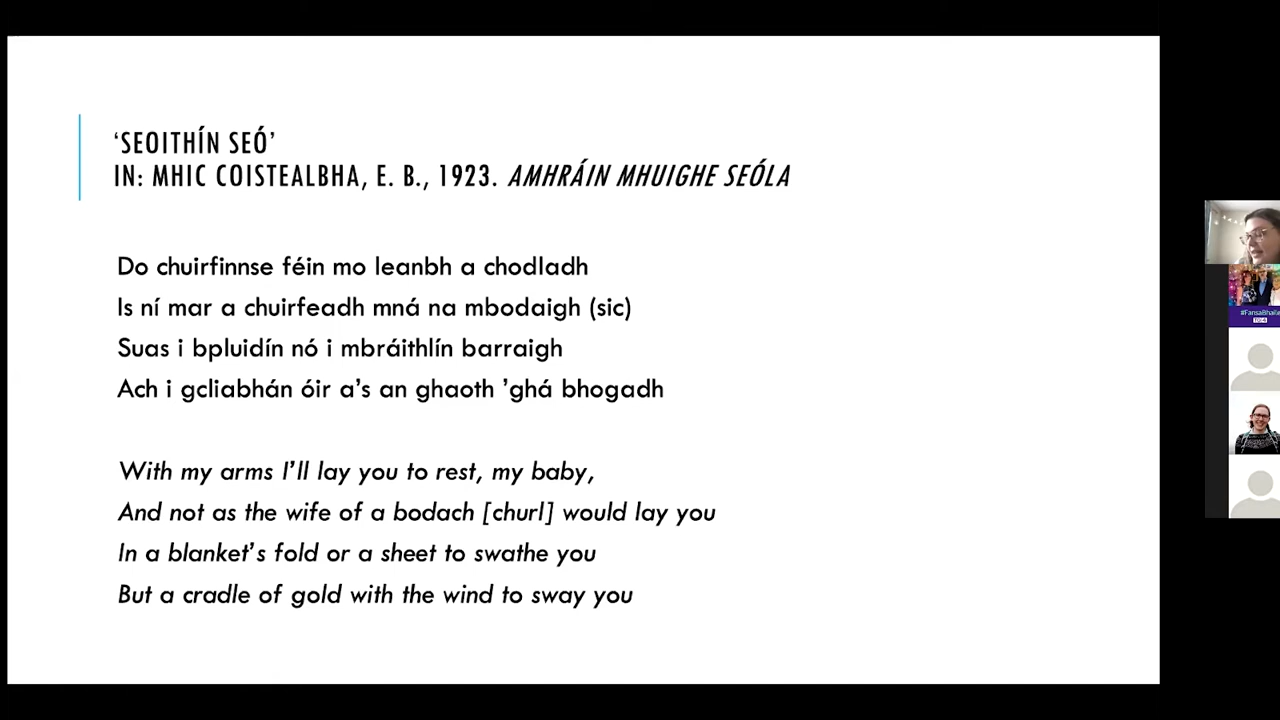 ‘SEOITHÍN SEÓ’
IN: MHIC COISTEALBHA, E. B., 1923. AMHRÁIN MHUIGHE SEÓLA
Do chuirfinnse féin mo leanbh a chodladh
Is ní mar a chuirfeadh mná na mbodaigh (sic)
Suas i bpluidín nó i mbráithlín barraigh
Ach i gcliabhán óir a’s an ghaoth ’ghá bhogadh
With my arms I’ll lay you to rest, my baby,
And not as the wife of a bodach [churl] would lay you
In a blanket’s fold or a sheet to swathe you
But a cradle of gold with the wind to sway you